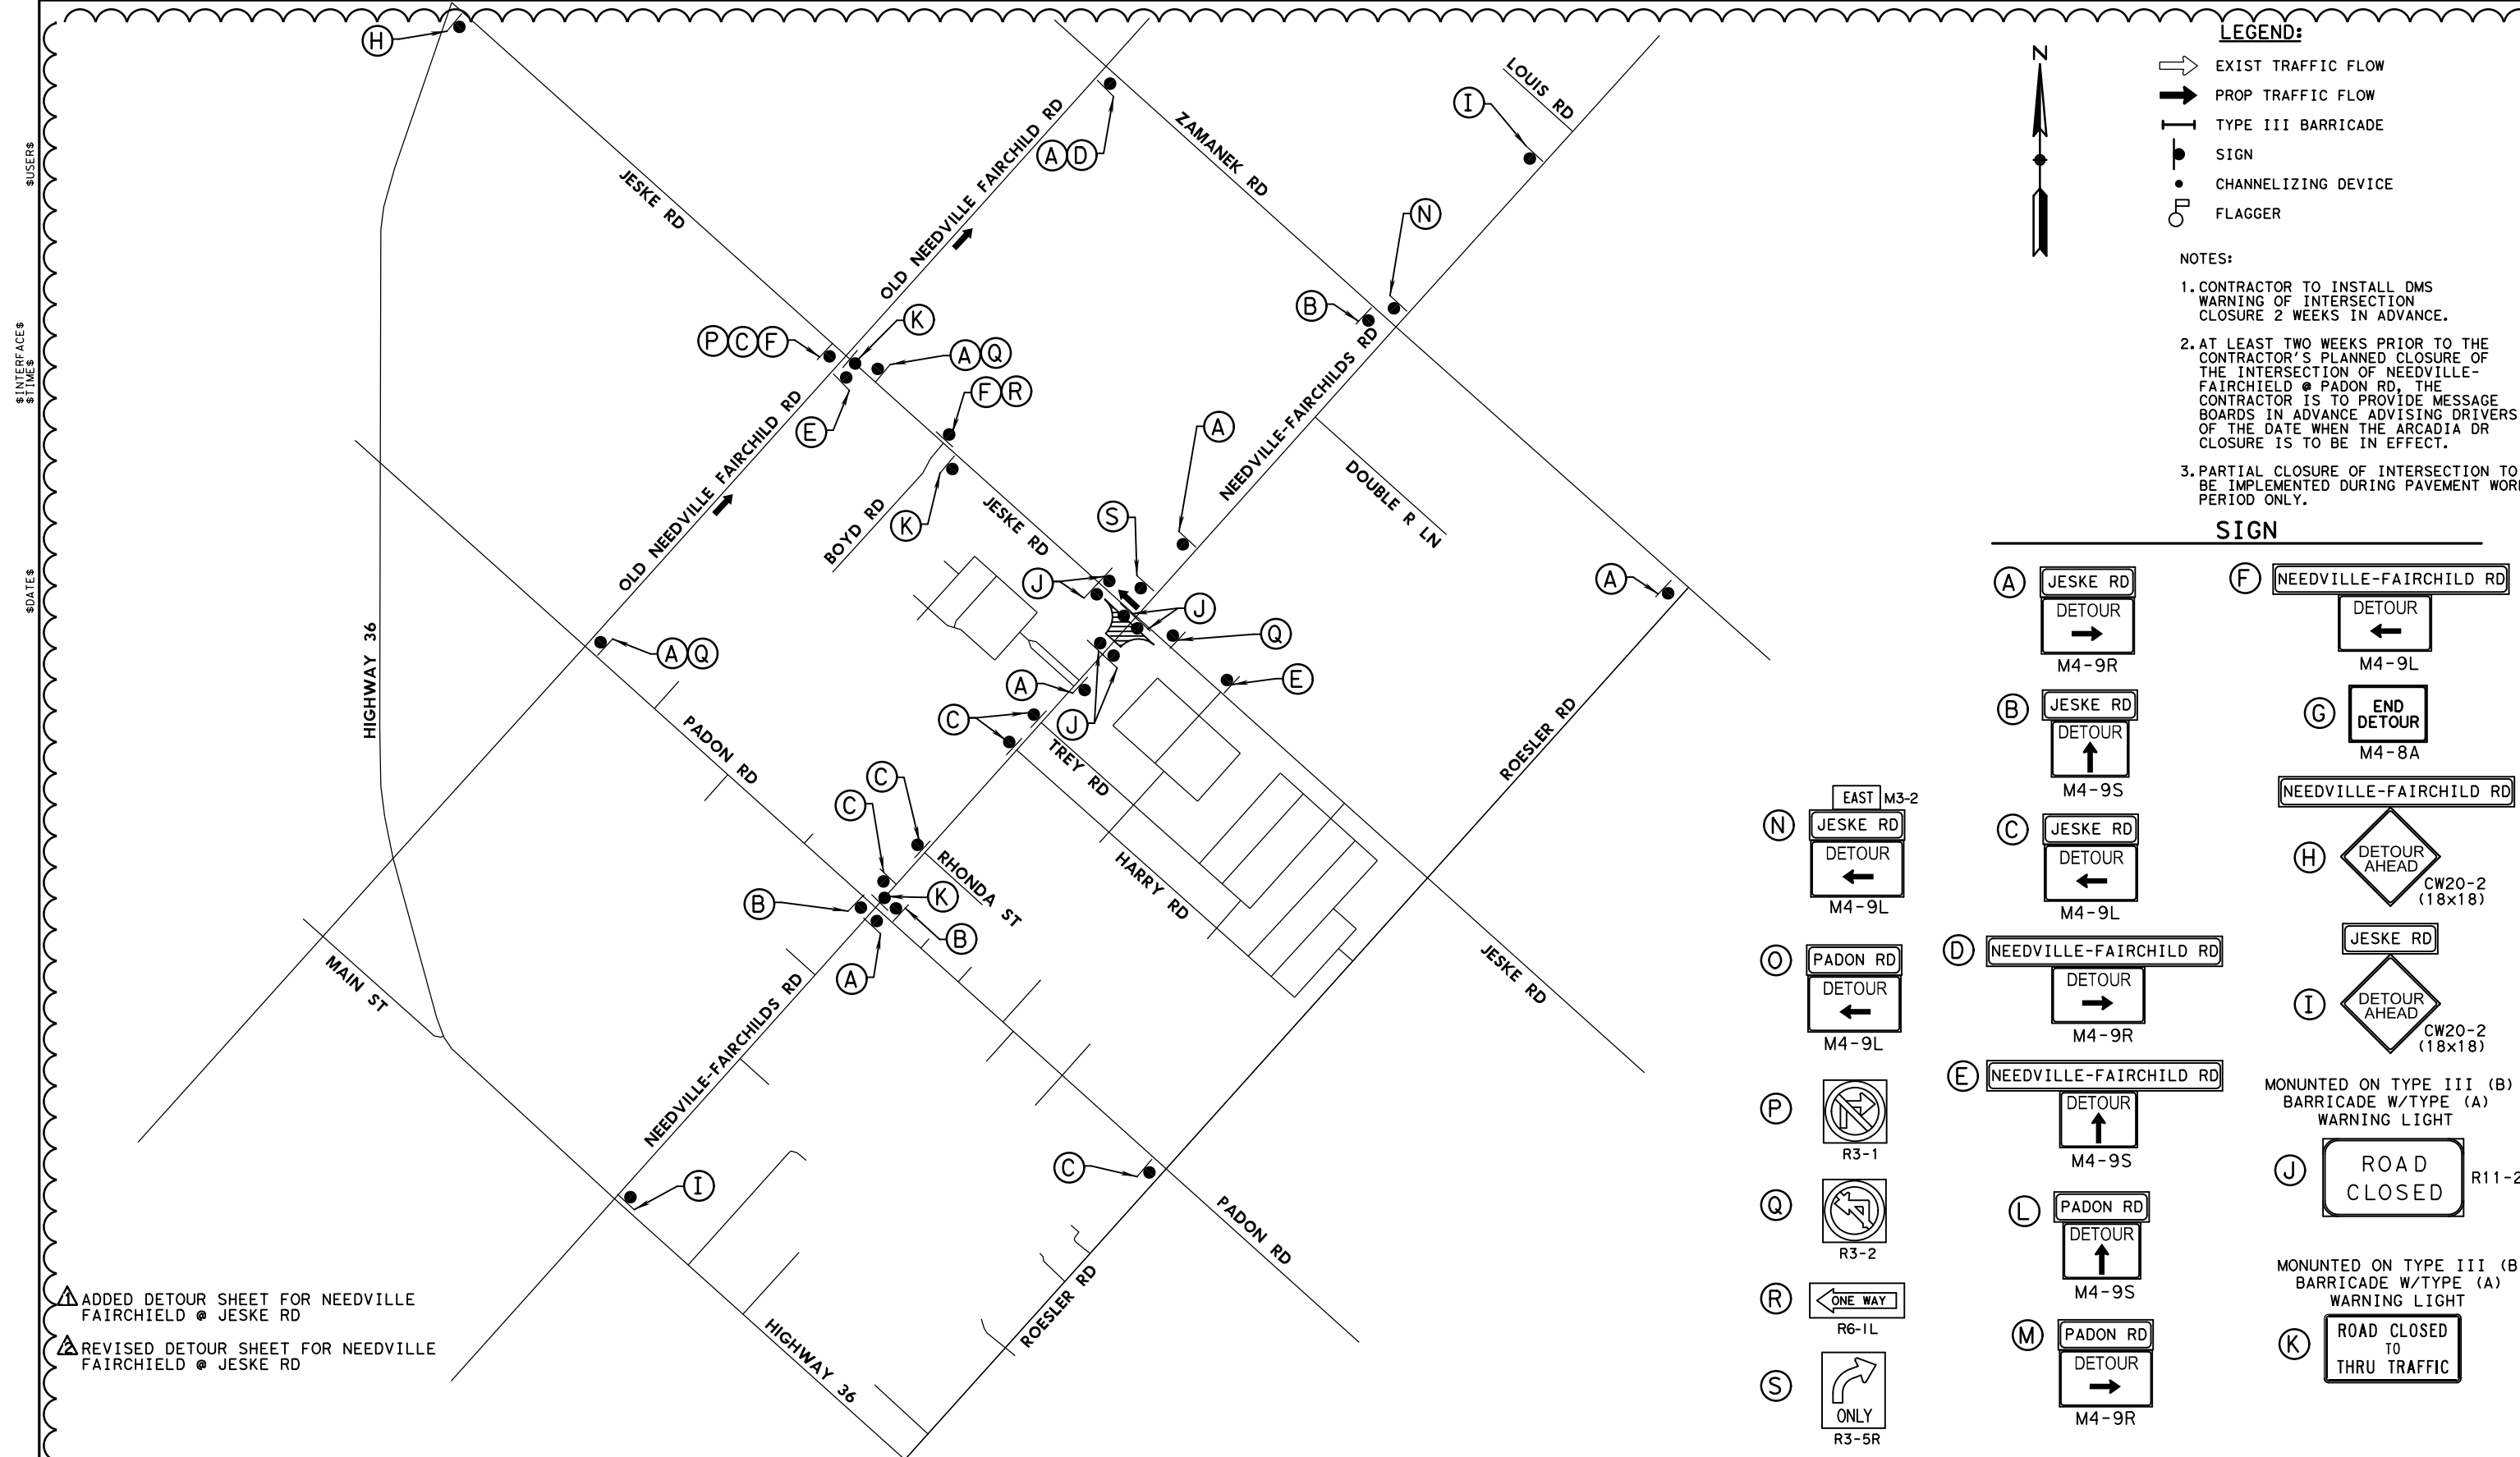 $USER$
$INTERFACE$
$TIME$
$DATE$
H
JESKE RD
OLD NEEDVILLE FAIRCHILD RD
A D
ZAMANEK RD
LOUIS RD
I
N
B
P C F
K
A Q
F R
E
OLD NEEDVILLE FAIRCHILD RD
BOYD RD
K
JESKE RD
NEEDVILLE-FAIRCHILDS RD
A
DOUBLE R LN
S
J
J
Q
A
E
HIGHWAY 36
A Q
A
C
J
PADON RD
TREY RD
ROESLER RD
C
C
K
RHONDA ST
B
B
A
HARRY RD
JESKE RD
MAIN ST
NEEDVILLE-FAIRCHILDS RD
I
C
PADON RD
ROESLER RD
HIGHWAY 36
1 ADDED DETOUR SHEET FOR NEEDVILLE
FAIRCHIELD @ JESKE RD
2 REVISED DETOUR SHEET FOR NEEDVILLE
FAIRCHIELD @ JESKE RD
N
LEGEND:
EXIST TRAFFIC FLOW
PROP TRAFFIC FLOW
TYPE III BARRICADE
SIGN
CHANNELIZING DEVICE
FLAGGER
NOTES:
1. CONTRACTOR TO INSTALL DMS
WARNING OF INTERSECTION
CLOSURE 2 WEEKS IN ADVANCE.
2. AT LEAST TWO WEEKS PRIOR TO THE
CONTRACTOR'S PLANNED CLOSURE OF
THE INTERSECTION OF NEEDVILLE-
FAIRCHIELD @ PADON RD, THE
CONTRACTOR IS TO PROVIDE MESSAGE
BOARDS IN ADVANCE ADVISING DRIVERS
OF THE DATE WHEN THE ARCADIA DR
CLOSURE IS TO BE IN EFFECT.
3. PARTIAL CLOSURE OF INTERSECTION TO
BE IMPLEMENTED DURING PAVEMENT WORK
PERIOD ONLY.
SIGN
A
JESKE RD
DETOUR
M4-9R
B
JESKE RD
DETOUR
M4-9S
C
JESKE RD
DETOUR
M4-9L
D
NEEDVILLE-FAIRCHILD RD
DETOUR
M4-9R
E
NEEDVILLE-FAIRCHILD RD
DETOUR
M4-9S
L
PADON RD
DETOUR
M4-9S
M
PADON RD
DETOUR
M4-9R
F
NEEDVILLE-FAIRCHILD RD
DETOUR
M4-9L
G
END
DETOUR
M4-8A
NEEDVILLE-FAIRCHILD RD
H
DETOUR
AHEAD
CW20-2
(18x18)
JESKE RD
I
DETOUR
AHEAD
CW20-2
(18x18)
MONUNTED ON TYPE III (B)
BARRICADE W/TYPE (A)
WARNING LIGHT
J
ROAD
CLOSED
R11-2
MONUNTED ON TYPE III (B
BARRICADE W/TYPE (A)
WARNING LIGHT
K
ROAD CLOSED
TO
THRU TRAFFIC
EAST M3-2
N
JESKE RD
DETOUR
M4-9L
O
PADON RD
DETOUR
M4-9L
P
R3-1
Q
R3-2
R
ONE WAY
R6-1L
S
ONLY
R3-5R